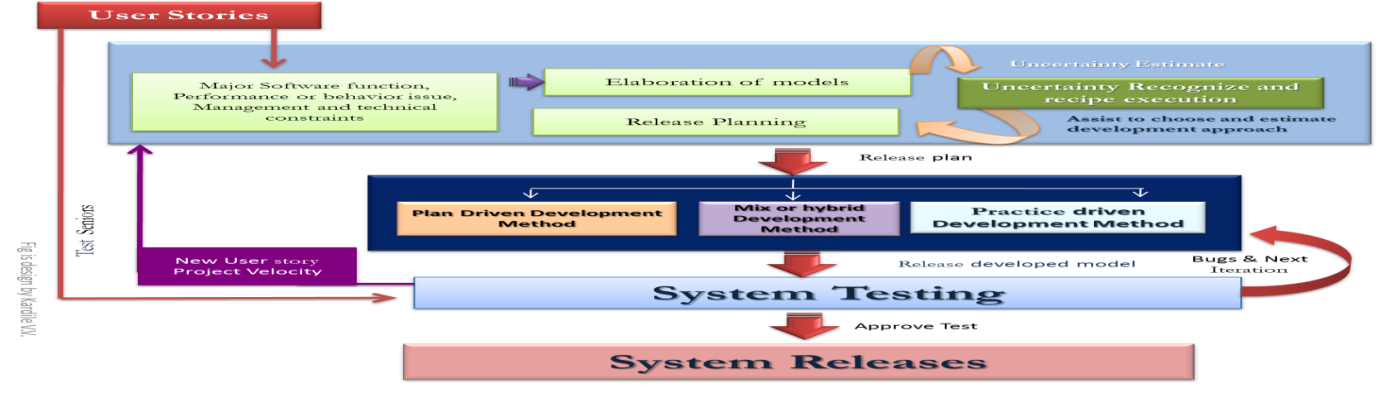 User Stories
Major Software function,
Performance or behavior issue,
Management and technical
constraints
Elaboration of models
Release Planning
Uncertainty Estimate
Uncertainty Recognize and
recipe execution
Assist to choose and estimate
development approach
Release plan
Plan Driven Development
Method
Mix or hybrid
Development
Method
Practice driven
Development Method
Test Seniors
New User story
Project Velocity
Release developed model
Bugs & Next
Iteration
System Testing
Approve Test
System Releases
Fig is design by Kardile V.V.